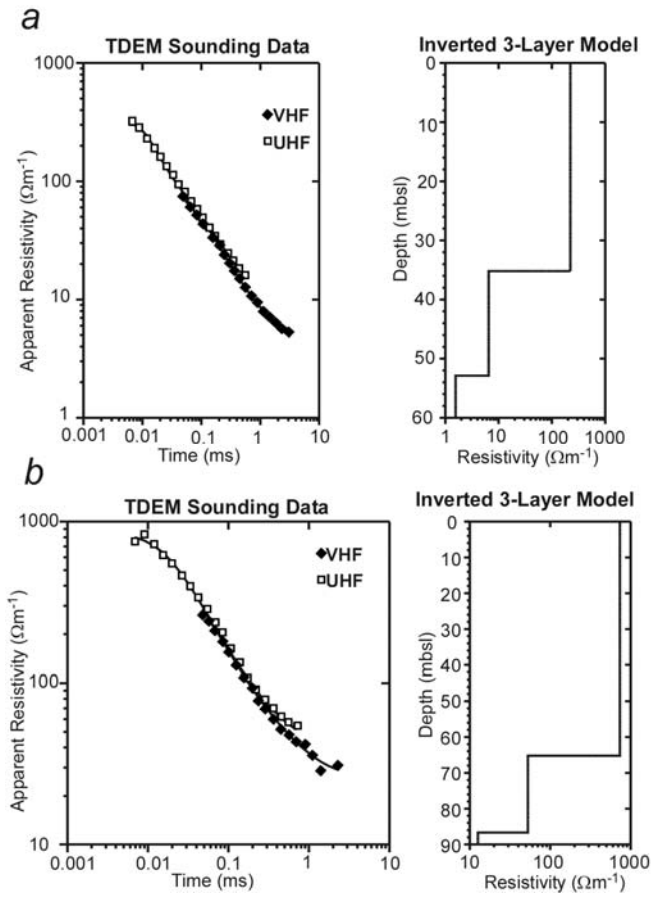 a
TDEM Sounding Data
1000
100
10
1
0.001 0.01 0.1 1 10
Time (ms)
Apparent Resistivity (Ωm-1)
VHF
UHF
Inverted 3-Layer Model
0
10
20
30
40
50
60
1 10 100 1000
Resistivity (Ωm-1)
Depth (mbsl)
b
TDEM Sounding Data
1000
100
10
0.001 0.01 0.1 1 10
Time (ms)
Apparent Resistivity (Ωm-1)
VHF
UHF
Inverted 3-Layer Model
0
10
20
30
40
50
60
70
80
90
10 100 1000
Resistivity (Ωm-1)
Depth (mbsl)